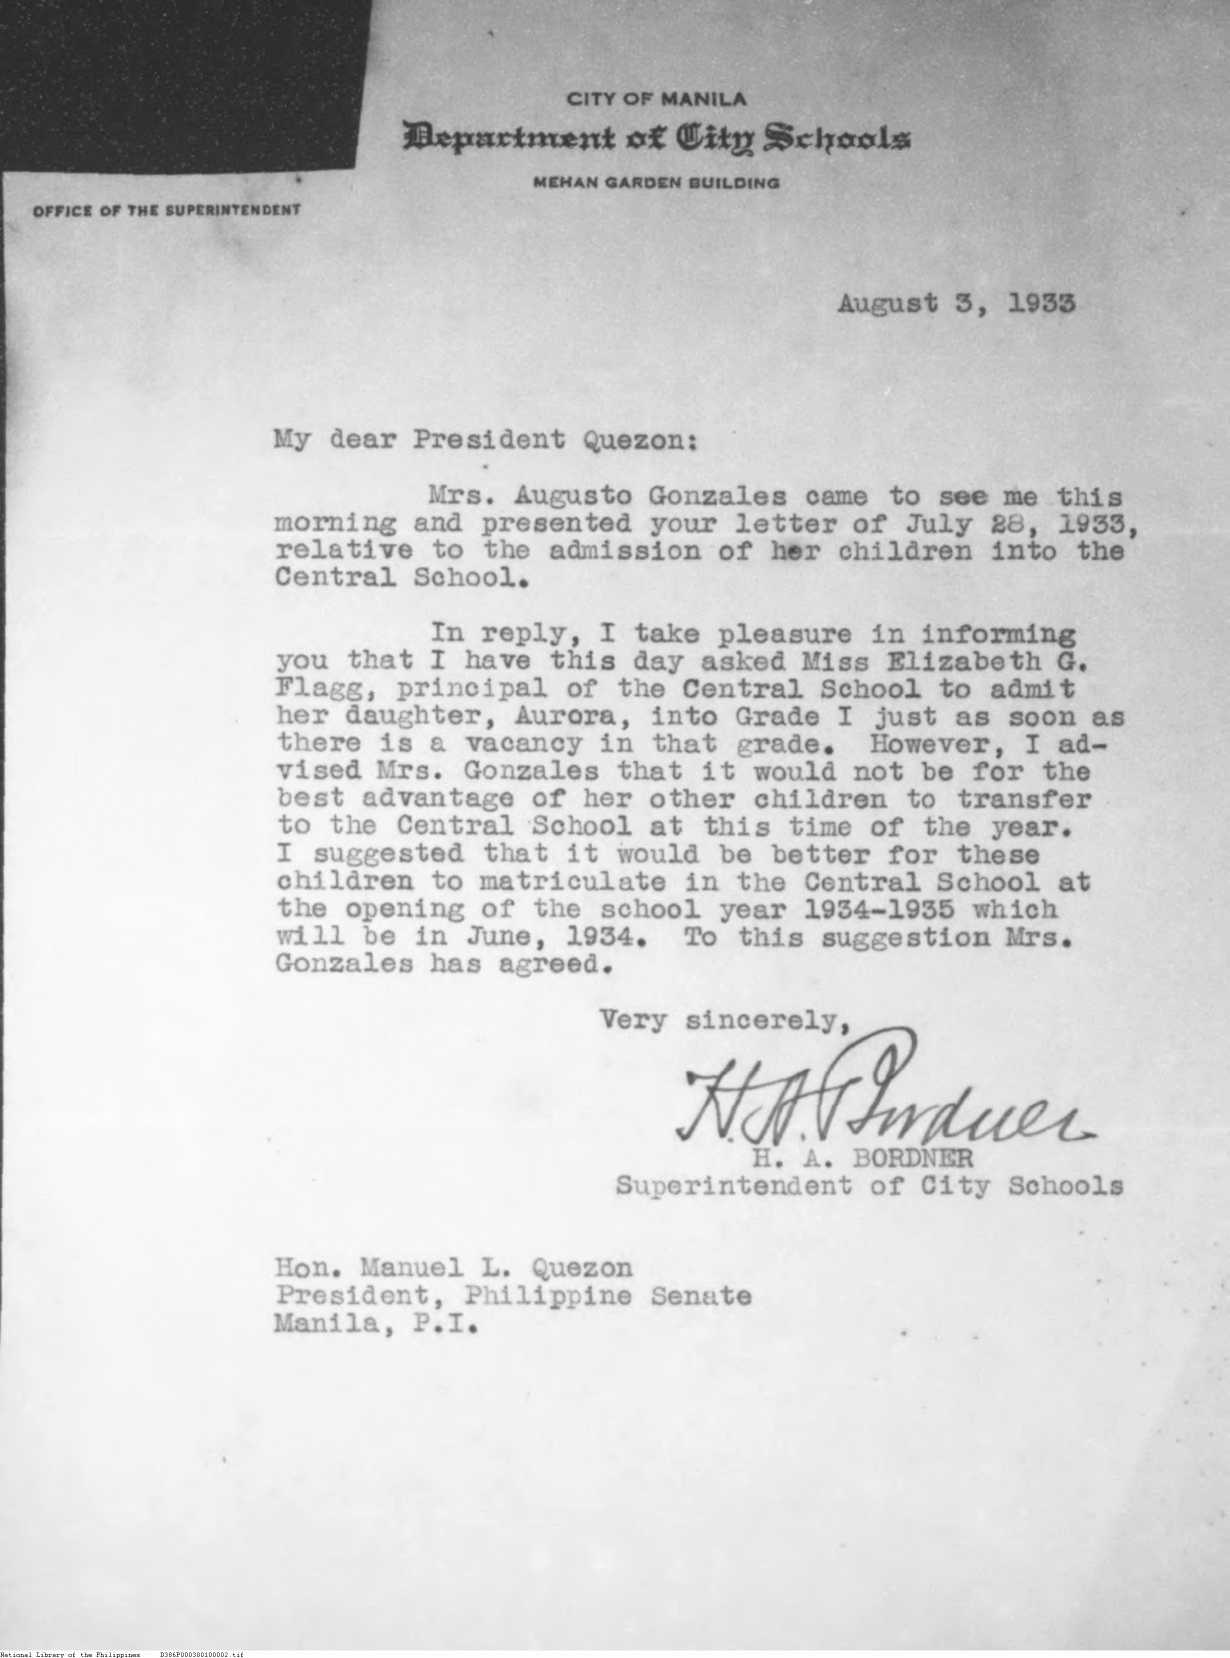 CITY OF MANILA
Department of City Schools
MEHAN GARDEN BUILDING
OFFICE OF THE SUPERINTENDENT
August 3, 1933
My dear President Quezon:
Mrs. Augusto Gonzales came to see me this
morning and presented your letter of July 28, 1933,
relative to the admission of her children into the
Central School.
In reply, I take pleasure in informing
you that I have this day asked Miss Elizabeth G.
Flagg, principal of the Central School to admit
her daughter, Aurora, into Grade I just as soon as
there is a vacancy in that grade. However, I ad-
vised Mrs. Gonzales that it would not be for the
best advantage of her other children to transfer
to the Central School at this time of the year.
I suggested that it would be better for these
children to matriculate in the Central School at
the opening of the school year 1934-1935 which
will be in June, 1934. To this suggestion Mrs.
Gonzales has agreed.
Very sincerely,
H. A. Bordner
H. A. BORDNER
Superintendent of City Schools
Hon. Manuel L. Quezon
President, Philippine Senate
Manila, P.I.
National Library of the Philippines D386P000380100002.tif